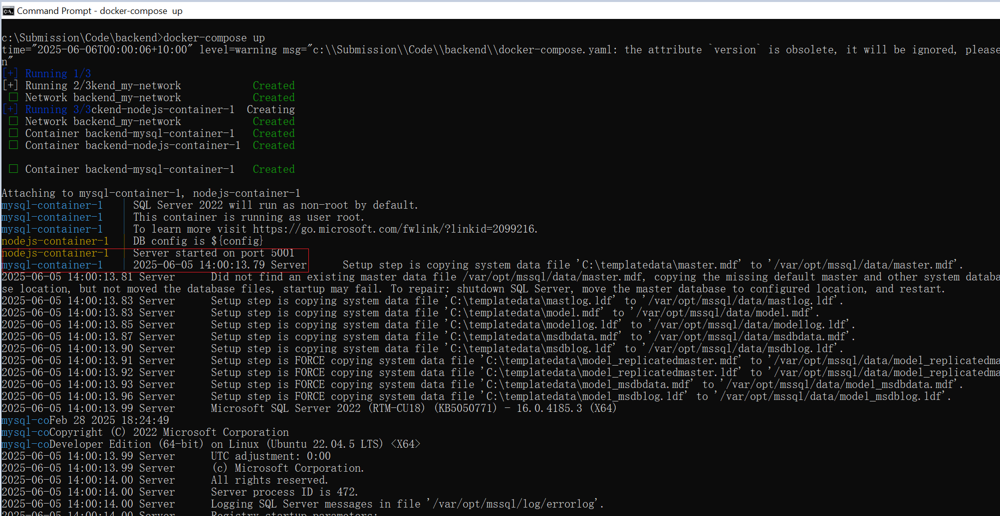 Command Prompt - docker-compose  up
c:\Submission\Code\backend>docker-compose up
time="2025-06-06T00:00:06+10:00" level=warning msg="c:\\Submission\\Code\\backend\\docker-compose.yaml: the attribute `version` is obsolete, it will be ignored, please
n"
[+] Running 1/3
[+] Running 2/3kend_my-network            Created
 □ Network backend_my-network            Created
[+] Running 3/3ckend-nodejs-container-1  Creating
 □ Network backend_my-network            Created
 □ Container backend-mysql-container-1   Created
 □ Container backend-nodejs-container-1  Created
 □ Container backend-mysql-container-1   Created
Attaching to mysql-container-1, nodejs-container-1
mysql-container-1   | SQL Server 2022 will run as non-root by default.
mysql-container-1   | This container is running as user root.
mysql-container-1   | To learn more visit https://go.microsoft.com/fwlink/?linkid=2099216.
nodejs-container-1  | DB config is ${config}
nodejs-container-1  | Server started on port 5001
mysql-container-1   | 2025-06-05 14:00:13.79 Server      Setup step is copying system data file 'C:\templatedata\master.mdf' to '/var/opt/mssql/data/master.mdf'.
2025-06-05 14:00:13.81 Server      Did not find an existing master data file /var/opt/mssql/data/master.mdf, copying the missing default master and other system databa
se location, but not moved the database files, startup may fail. To repair: shutdown SQL Server, move the master database to configured location, and restart.
2025-06-05 14:00:13.83 Server      Setup step is copying system data file 'C:\templatedata\mastlog.ldf' to '/var/opt/mssql/data/mastlog.ldf'.
2025-06-05 14:00:13.83 Server      Setup step is copying system data file 'C:\templatedata\model.mdf' to '/var/opt/mssql/data/model.mdf'.
2025-06-05 14:00:13.85 Server      Setup step is copying system data file 'C:\templatedata\modellog.ldf' to '/var/opt/mssql/data/modellog.ldf'.
2025-06-05 14:00:13.87 Server      Setup step is copying system data file 'C:\templatedata\msdbdata.mdf' to '/var/opt/mssql/data/msdbdata.mdf'.
2025-06-05 14:00:13.90 Server      Setup step is copying system data file 'C:\templatedata\msdblog.ldf' to '/var/opt/mssql/data/msdblog.ldf'.
2025-06-05 14:00:13.91 Server      Setup step is FORCE copying system data file 'C:\templatedata\model_replicatedmaster.mdf' to '/var/opt/mssql/data/model_replicatedma
2025-06-05 14:00:13.92 Server      Setup step is FORCE copying system data file 'C:\templatedata\model_replicatedmaster.ldf' to '/var/opt/mssql/data/model_replicatedma
2025-06-05 14:00:13.93 Server      Setup step is FORCE copying system data file 'C:\templatedata\model_msdbdata.mdf' to '/var/opt/mssql/data/model_msdbdata.mdf'.
2025-06-05 14:00:13.96 Server      Setup step is FORCE copying system data file 'C:\templatedata\model_msdblog.ldf' to '/var/opt/mssql/data/model_msdblog.ldf'.
2025-06-05 14:00:13.99 Server      Microsoft SQL Server 2022 (RTM-CU18) (KB5050771) - 16.0.4185.3 (X64)
mysql-coFeb 28 2025 18:24:49
mysql-coCopyright (C) 2022 Microsoft Corporation
mysql-coDeveloper Edition (64-bit) on Linux (Ubuntu 22.04.5 LTS) <X64>
2025-06-05 14:00:13.99 Server      UTC adjustment: 0:00
2025-06-05 14:00:13.99 Server      (c) Microsoft Corporation.
2025-06-05 14:00:14.00 Server      All rights reserved.
2025-06-05 14:00:14.00 Server      Server process ID is 472.
2025-06-05 14:00:14.00 Server      Logging SQL Server messages in file '/var/opt/mssql/log/errorlog'.
2025-06-05 14:00:14.00 Server      Registry startup parameters: